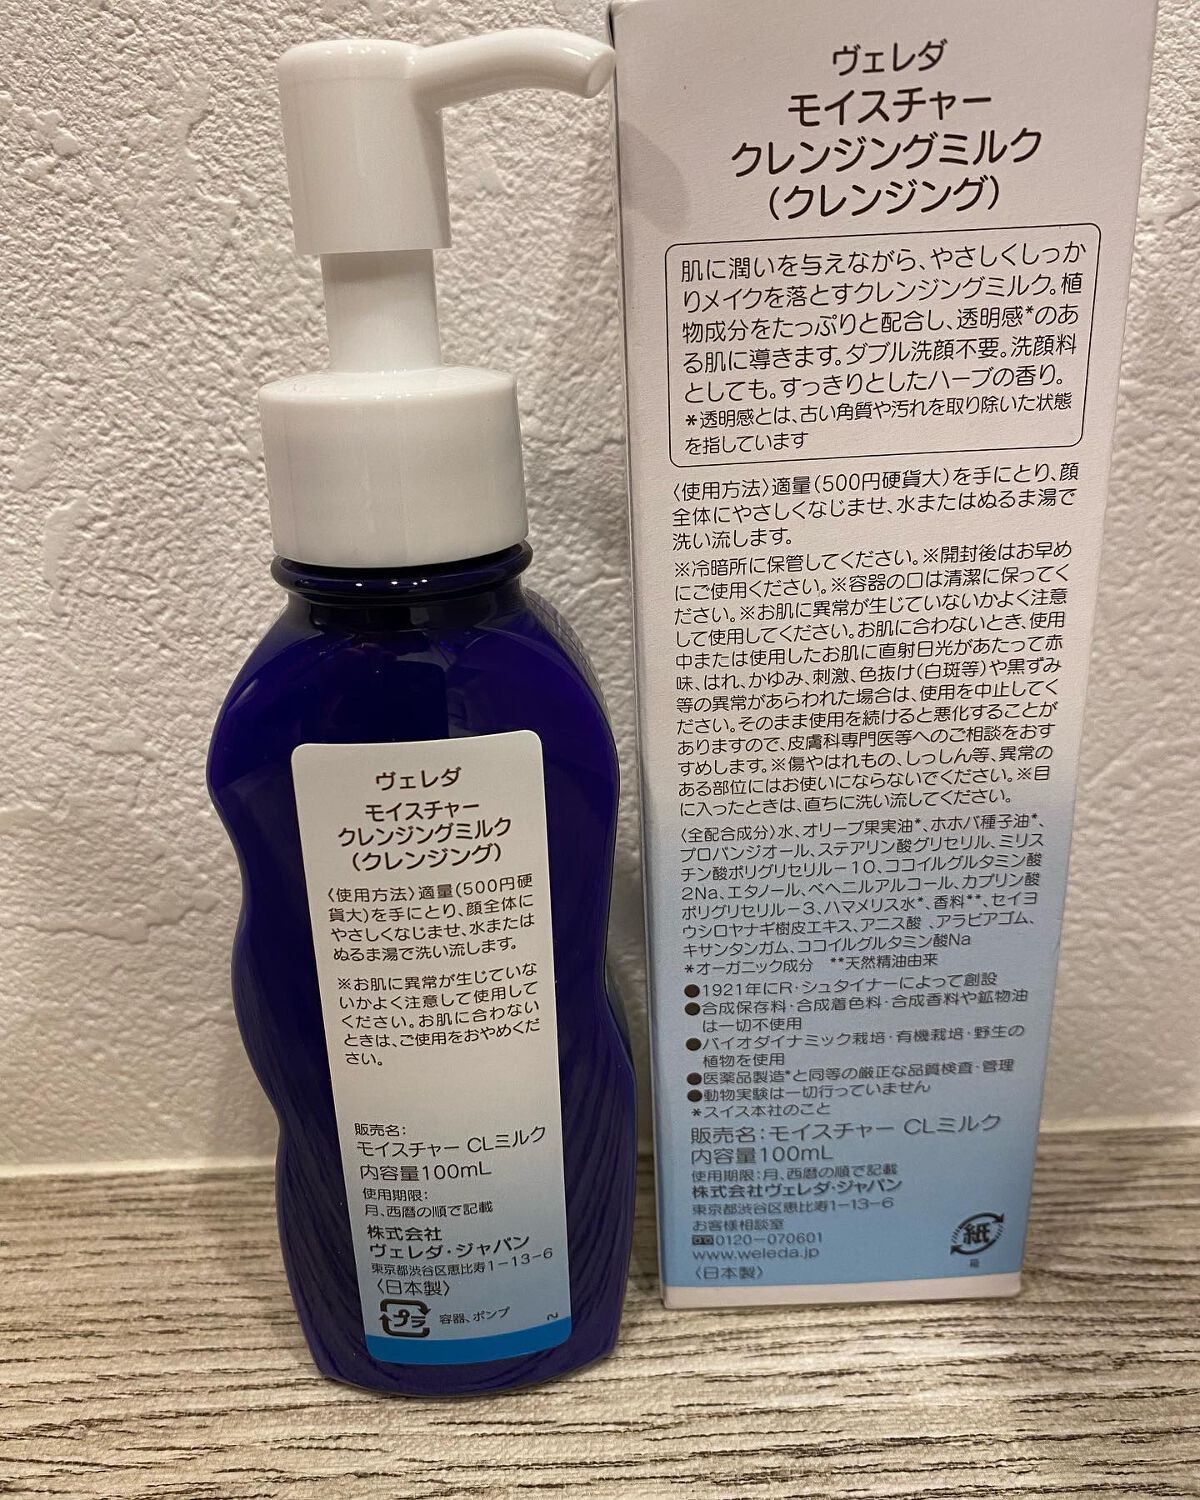 ヴェレダ
モイスチャー
クレンジングミルク
(クレンジング)
肌に潤いを与えながら、やさしくしっか
りメイクを落とすクレンジングミルク。植
物成分をたっぷりと配合し、透明感*のあ
る肌に導きます。ダブル洗顔不要。洗顔料
としても。すっきりとしたハーブの香り。
*透明感とは、古い角質や汚れを取り除いた状態
を指しています
〈使用方法〉適量(500円硬貨大)を手にとり、顔
全体にやさしくなじませ、水またはぬるま湯で
洗い流します。
※冷暗所に保管してください。※開封後はお早め
にご使用ください。※容器の口は清潔に保ってく
ださい。※お肌に異常が生じていないかよく注意
して使用してください。お肌に合わないとき、使用
中または使用したお肌に直射日光があたって赤
味、はれ、かゆみ、刺激、色抜け(白斑等)や黒ずみ
等の異常があらわれた場合は、使用を中止してく
ださい。そのまま使用を続けると悪化することが
ありますので、皮膚科専門医等へのご相談をおす
すめします。※傷やはれもの、しっしん等、異常の
ある部位にはお使いにならないでください。※目
に入ったときは、直ちに洗い流してください。
〈全配合成分〉水、オリーブ果実油*、ホホバ種子油*、
プロパンジオール、ステアリン酸グリセリル、ミリス
チン酸ポリグリセリル-10、ココイルグルタミン酸
2Na、エタノール、ベヘニルアルコール、カプリン酸
ポリグリセリル-3、ハマメリス水*、香料**、セイヨ
ウシロヤナギ樹皮エキス、アニス酸、アラビアゴム、
キサンタンガム、ココイルグルタミン酸Na
*オーガニック成分 **天然精油由来
●1921年にR・シュタイナーによって創設
●合成保存料・合成着色料・合成香料や鉱物油
は一切不使用
●バイオダイナミック栽培・有機栽培・野生の
植物を使用
●医薬品製造*と同等の厳正な品質検査・管理
●動物実験は一切行っていません
*スイス本社のこと
販売名:モイスチャー CLミルク
内容量100mL
使用期限:月、西暦の順で記載
株式会社ヴェレダ・ジャパン
東京都渋谷区恵比寿1-13-6
お客様相談室
0120-070601
www.weleda.jp
〈日本製〉
紙
箱
ヴェレダ
モイスチャー
クレンジングミルク
(クレンジング)
〈使用方法〉適量(500円硬
貨大)を手にとり、顔全体に
やさしくなじませ、水または
ぬるま湯で洗い流します。
※お肌に異常が生じていな
いかよく注意して使用して
ください。お肌に合わない
ときは、ご使用をおやめくだ
さい。
販売名:
モイスチャー CLミルク
内容量100mL
使用期限:
月、西暦の順で記載
株式会社
ヴェレダ・ジャパン
東京都渋谷区恵比寿1-13-6
〈日本製〉
プラ 容器、ポンプ
2